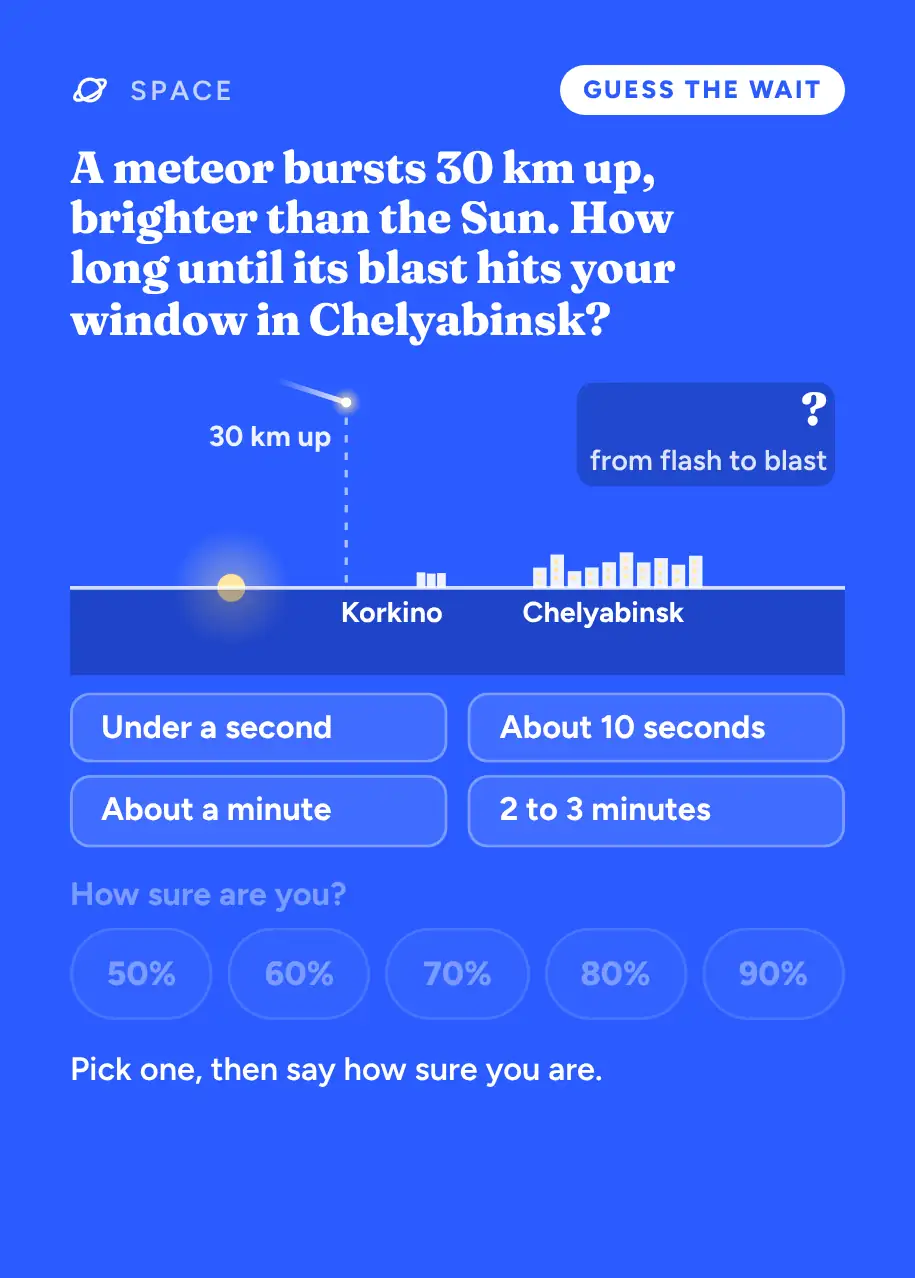 SPACE
GUESS THE WAIT
A meteor bursts 30 km up,
brighter than the Sun. How
long until its blast hits your
window in Chelyabinsk?
30 km up
?
from flash to blast
Korkino
Chelyabinsk
Under a second
About 10 seconds
About a minute
2 to 3 minutes
How sure are you?
50%
60%
70%
80%
90%
Pick one, then say how sure you are.